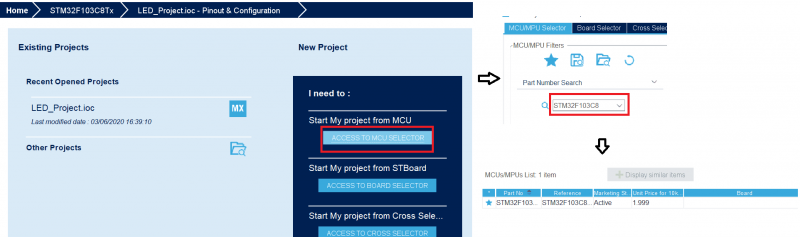 Home STM32F103C8Tx LED_Project.ioc - Pinout & Configuration
Existing Projects
New Project
Recent Opened Projects
LED_Project.ioc
MX
Last modified date : 03/06/2020 16:39:10
Other Projects
I need to :
Start My project from MCU
ACCESS TO MCU SELECTOR
Start My project from STBoard
ACCESS TO BOARD SELECTOR
Start My project from Cross Sele...
ACCESS TO CROSS SELECTOR
MCU/MPU Selector Board Selector Cross Selec
MCU/MPU Filters
Part Number Search
STM32F103C8
MCUs/MPUs List: 1 item
+ Display similar items
* Part No Reference Marketing St... Unit Price for 10k... Board
STM32F103... STM32F103C8... Active 1.999